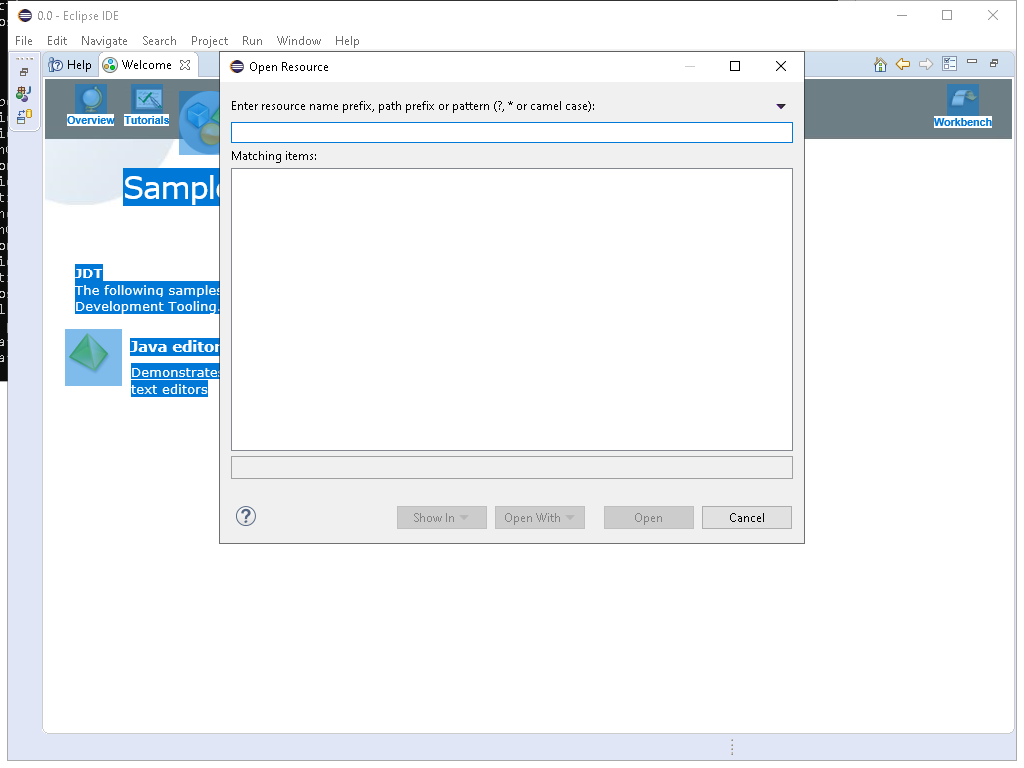 0.0 - Eclipse IDE
File Edit Navigate Search Project Run Window Help
Help Welcome
Open Resource
Overview Tutorials
Workbench
Enter resource name prefix, path prefix or pattern (?, * or camel case):
Matching items:
Sample
JDT
The following samples
Development Tooling.
Java editor
Demonstrates
text editors
Show In Open With Open Cancel